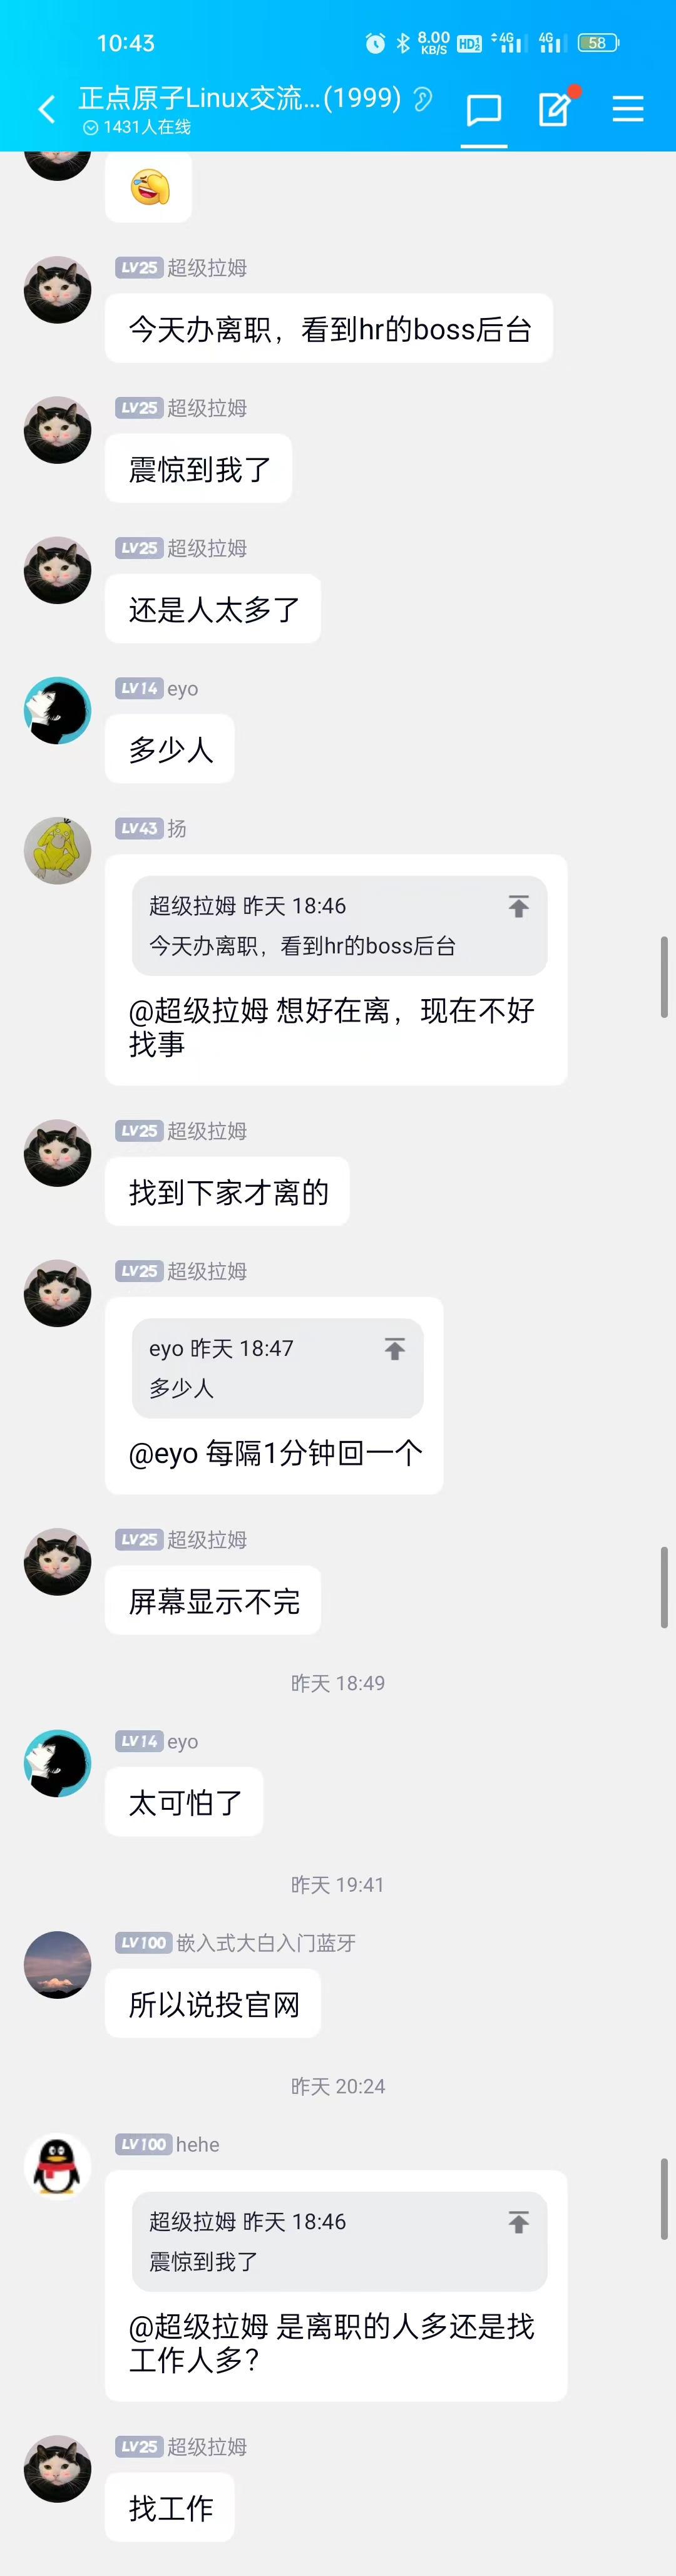 10:43
8.00
KB/S
HD
4G
4G
58
正点原子Linux交流...(1999)
1431人在线
LV25 超级拉姆
今天办离职，看到hr的boss后台
LV25 超级拉姆
震惊到我了
LV25 超级拉姆
还是人太多了
LV14 eyo
多少人
LV43 扬
超级拉姆 昨天 18:46
今天办离职，看到hr的boss后台
@超级拉姆 想好在离，现在不好
找事
LV25 超级拉姆
找到下家才离的
LV25 超级拉姆
eyo 昨天 18:47
多少人
@eyo 每隔1分钟回一个
LV25 超级拉姆
屏幕显示不完
昨天 18:49
LV14 eyo
太可怕了
昨天 19:41
LV100 嵌入式大白入门蓝牙
所以说投官网
昨天 20:24
LV100 hehe
超级拉姆 昨天 18:46
震惊到我了
@超级拉姆 是离职的人多还是找
工作人多？
LV25 超级拉姆
找工作